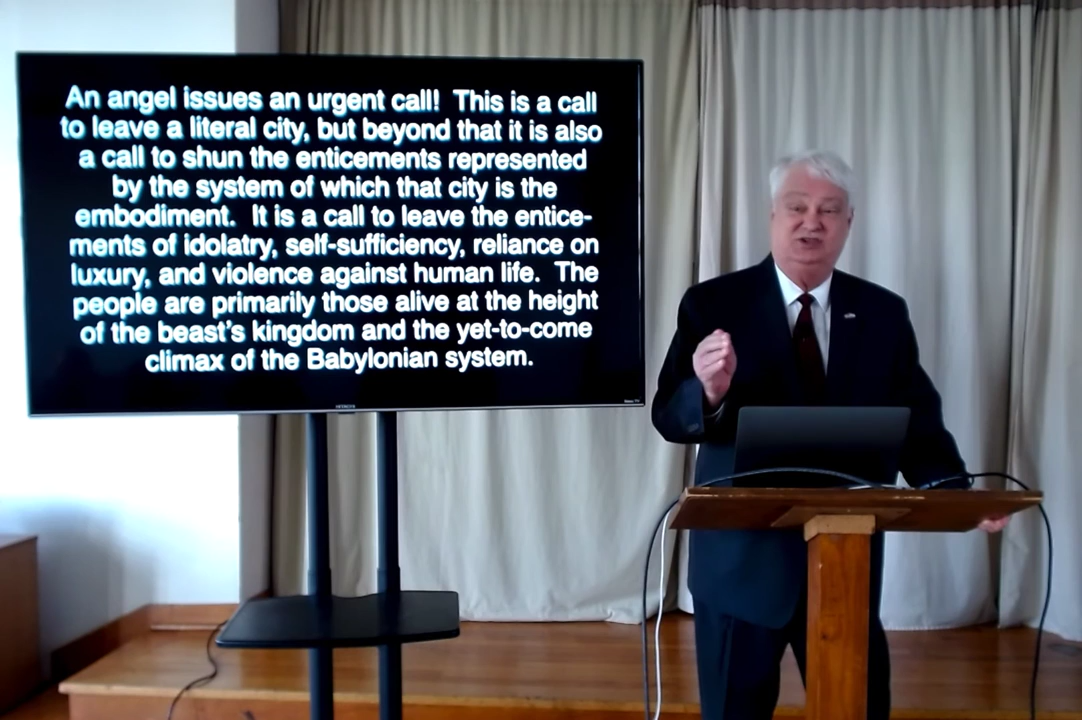 An angel issues an urgent call!  This is a call
to leave a literal city, but beyond that it is also
a call to shun the enticements represented
by the system of which that city is the
embodiment.  It is a call to leave the entice-
ments of idolatry, self-sufficiency, reliance on
luxury, and violence against human life.  The
people are primarily those alive at the height
of the beast's kingdom and the yet-to-come
climax of the Babylonian system.
HITACHI